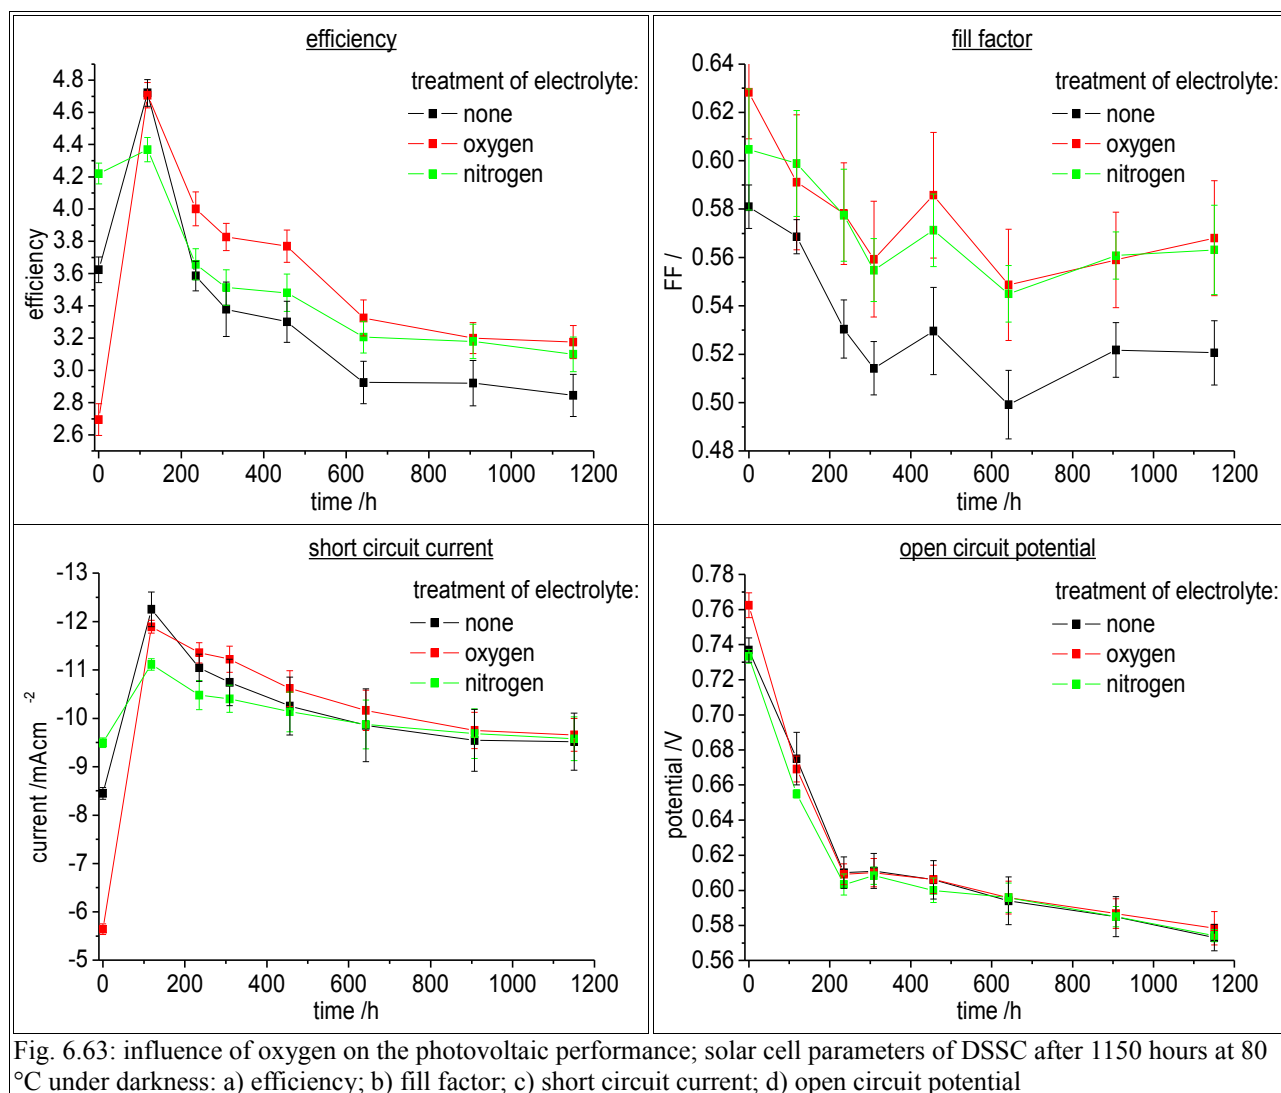 efficiency
treatment of electrolyte:
none
oxygen
nitrogen
4.8
4.6
4.4
4.2
4.0
3.8
3.6
3.4
3.2
3.0
2.8
2.6
efficiency
0 200 400 600 800 1000 1200
time /h
fill factor
treatment of electrolyte:
none
oxygen
nitrogen
0.64
0.62
0.60
0.58
0.56
0.54
0.52
0.50
0.48
FF /
0 200 400 600 800 1000 1200
time /h
short circuit current
treatment of electrolyte:
none
oxygen
nitrogen
-13
-12
-11
-10
-9
-8
-7
-6
-5
current /mAcm -2
0 200 400 600 800 1000 1200
time /h
open circuit potential
treatment of electrolyte:
none
oxygen
nitrogen
0.78
0.76
0.74
0.72
0.70
0.68
0.66
0.64
0.62
0.60
0.58
0.56
potential /V
0 200 400 600 800 1000 1200
time /h
Fig. 6.63: influence of oxygen on the photovoltaic performance; solar cell parameters of DSSC after 1150 hours at 80
°C under darkness: a) efficiency; b) fill factor; c) short circuit current; d) open circuit potential